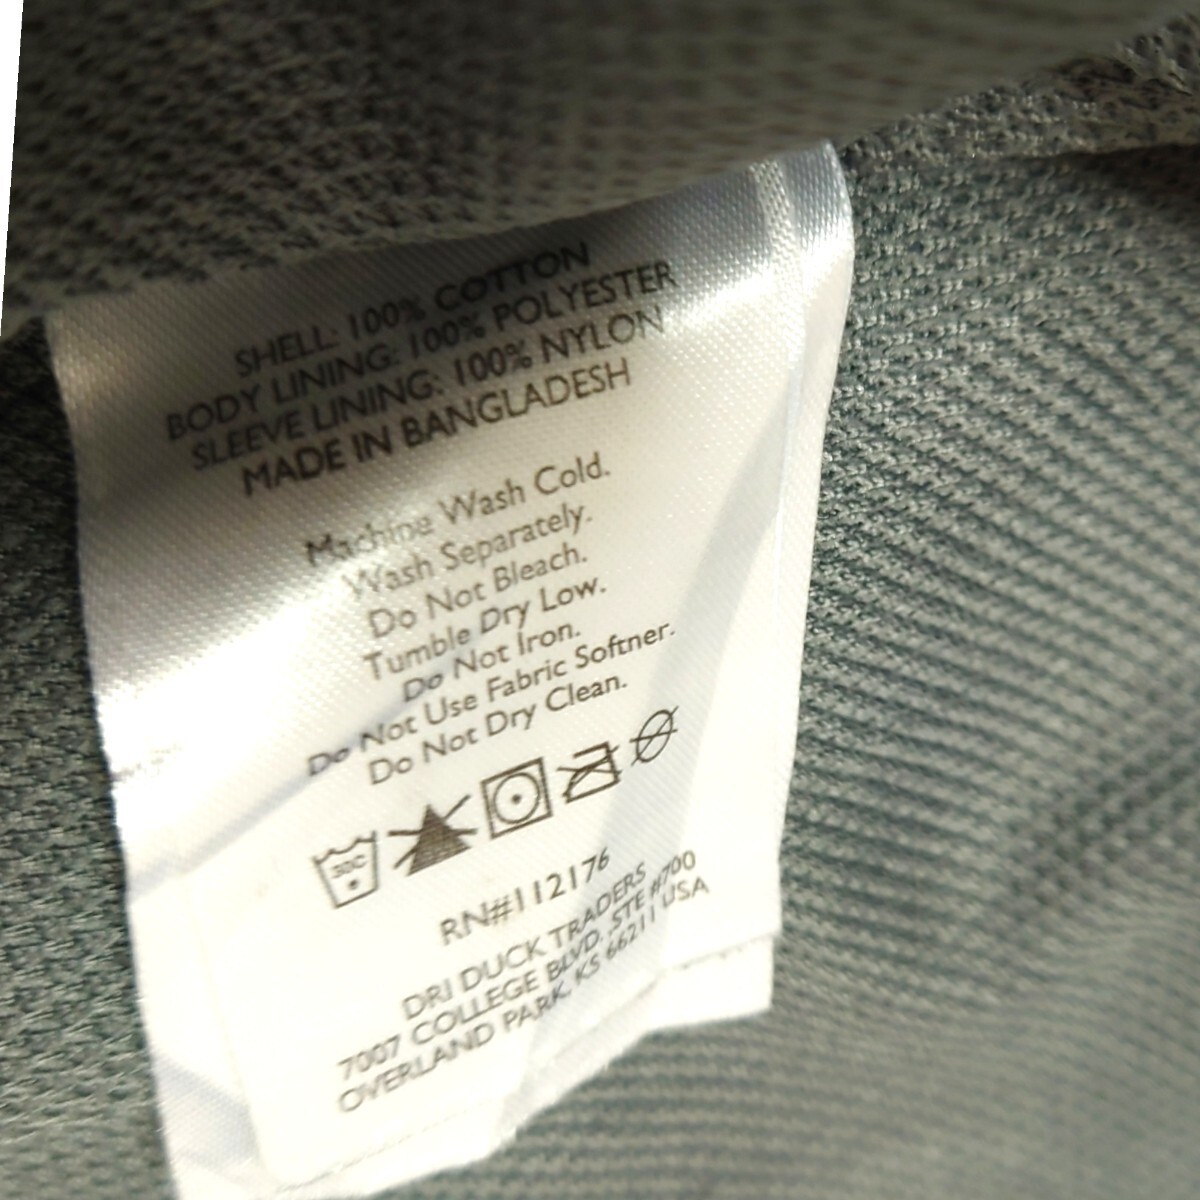 SHELL: 100% COTTON
BODY LINING: 100% POLYESTER
SLEEVE LINING: 100% NYLON
MADE IN BANGLADESH
Machine Wash Cold.
Wash Separately.
Do Not Bleach.
Tumble Dry Low.
Do Not Iron.
Do Not Use Fabric Softner.
Do Not Dry Clean.
30C
RN#112176
DRI DUCK TRADERS
7007 COLLEGE BLVD. STE #700
OVERLAND PARK, KS 66211 USA